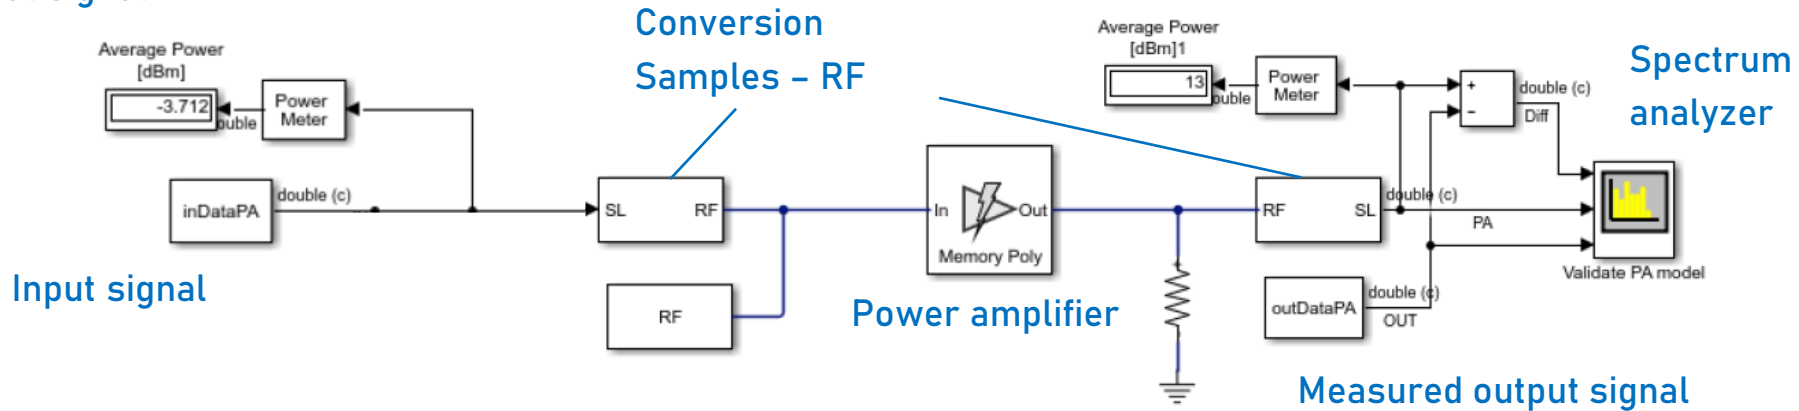 Conversion
Samples – RF
Average Power
[dBm]
-3.712
ouble
Power
Meter
inDataPA
double (c)
Input signal
SL
RF
RF
In
Out
Memory Poly
Power amplifier
Average Power
[dBm]1
13
ouble
Power
Meter
+
−
double (c)
Diff
Spectrum
analyzer
RF
SL
double (c)
PA
Validate PA model
outDataPA
double (c)
OUT
Measured output signal